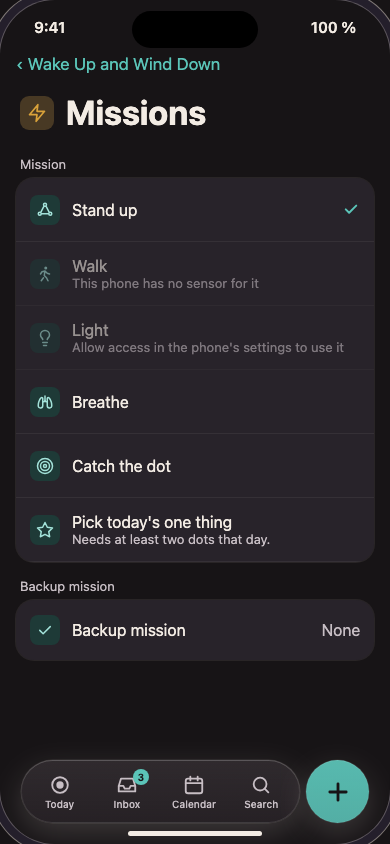 9:41
100 %
‹ Wake Up and Wind Down
Missions
Mission
Stand up
Walk
This phone has no sensor for it
Light
Allow access in the phone's settings to use it
Breathe
Catch the dot
Pick today's one thing
Needs at least two dots that day.
Backup mission
Backup mission
None
3
Today
Inbox
Calendar
Search